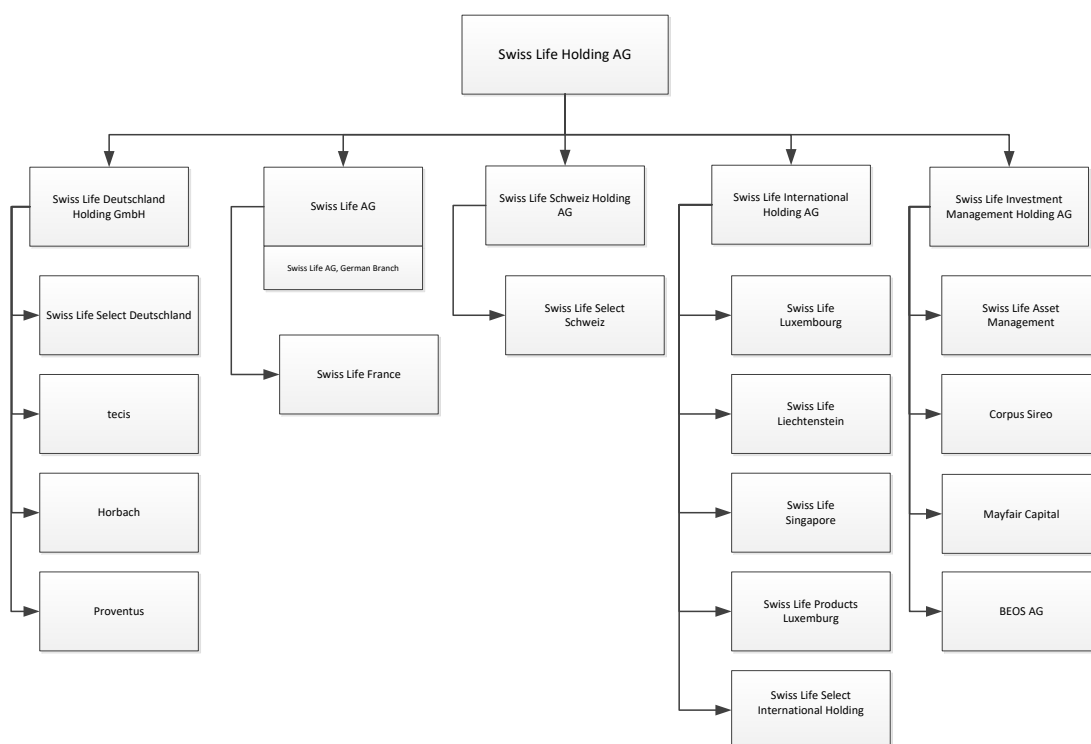 Swiss Life Holding AG
Swiss Life Deutschland
Holding GmbH
Swiss Life AG
Swiss Life AG, German Branch
Swiss Life Schweiz Holding
AG
Swiss Life International
Holding AG
Swiss Life Investment
Management Holding AG
Swiss Life Select Deutschland
tecis
Horbach
Proventus
Swiss Life France
Swiss Life Select
Schweiz
Swiss Life
Luxembourg
Swiss Life
Liechtenstein
Swiss Life
Singapore
Swiss Life Products
Luxemburg
Swiss Life Select
International Holding
Swiss Life Asset
Management
Corpus Sireo
Mayfair Capital
BEOS AG